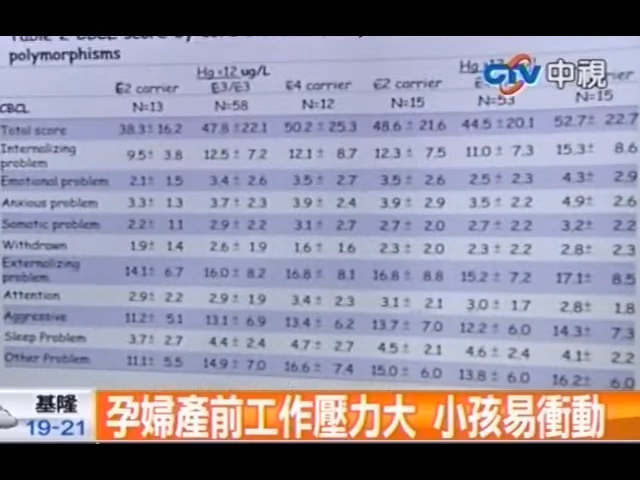 polymorphisms
Hg <12 ug/L
E2 carrier E3/E3 E4 carrier E2 carrier
CBCL N=13 N=58 N=12 N=15 N=53 N=15
Total score 38.3± 16.2 47.8±22.1 50.2± 25.3 48.6± 21.6 44.5±20.1 52.7± 22.7
Internalizing problem 9.5± 3.8 12.5± 7.2 12.1± 8.7 12.3± 7.5 11.0± 7.3 15.3± 8.6
Emotional problem 2.1± 1.5 3.4± 2.6 3.5± 2.7 3.5± 2.6 2.5± 2.3 4.3± 2.9
Anxious problem 3.3± 1.3 3.7± 2.3 3.9± 2.4 3.9± 2.9 3.5± 2.2 4.9± 2.6
Somatic problem 2.2± 1.1 2.9± 2.2 3.1± 2.7 2.7± 2.0 2.7± 2.2 3.2± 2.2
Withdrawn 1.9± 1.4 2.6± 1.9 1.6± 1.6 2.3± 2.0 2.3± 2.2 2.8± 2.3
Externalizing problem 14.1± 6.7 16.0± 8.2 16.8± 8.1 16.8± 8.8 15.2± 7.2 17.1± 8.5
Attention 2.9± 2.2 2.9± 1.9 3.4± 2.3 3.1± 2.1 3.0± 1.7 2.8± 1.8
Aggressive 11.2± 5.1 13.1± 6.9 13.4± 6.2 13.7± 7.0 12.2± 6.0 14.3± 7.3
Sleep Problem 3.7± 2.7 4.4± 2.4 4.7± 2.7 4.5± 2.1 4.6± 2.4 4.1± 2.2
Other Problem 11.1± 5.5 14.9± 7.0 16.6± 7.4 15.0± 6.0 13.8± 6.0 16.2± 6.0
CTV中視
基隆
19-21
孕婦產前工作壓力大 小孩易衝動